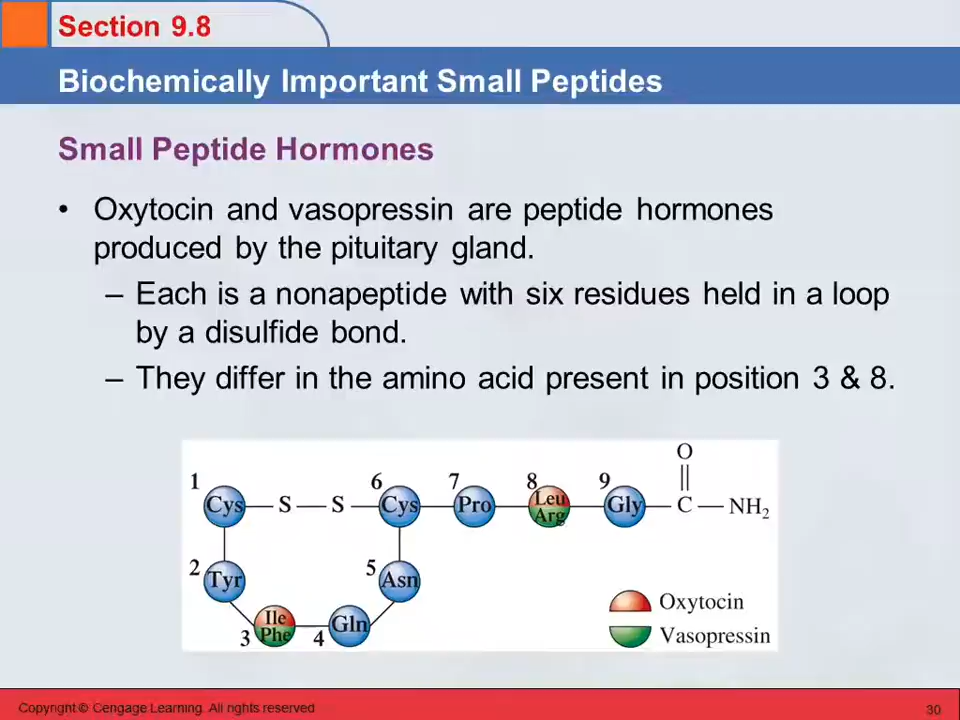 Section 9.8
Biochemically Important Small Peptides
Small Peptide Hormones
• Oxytocin and vasopressin are peptide hormones
produced by the pituitary gland.
– Each is a nonapeptide with six residues held in a loop
by a disulfide bond.
– They differ in the amino acid present in position 3 & 8.
O
1 6 7 8 9
Cys S S Cys Pro Leu Arg Gly C NH₂
2 Tyr 5 Asn
3 Ile Phe 4 Gln
Oxytocin
Vasopressin
Copyright © Cengage Learning. All rights reserved
30